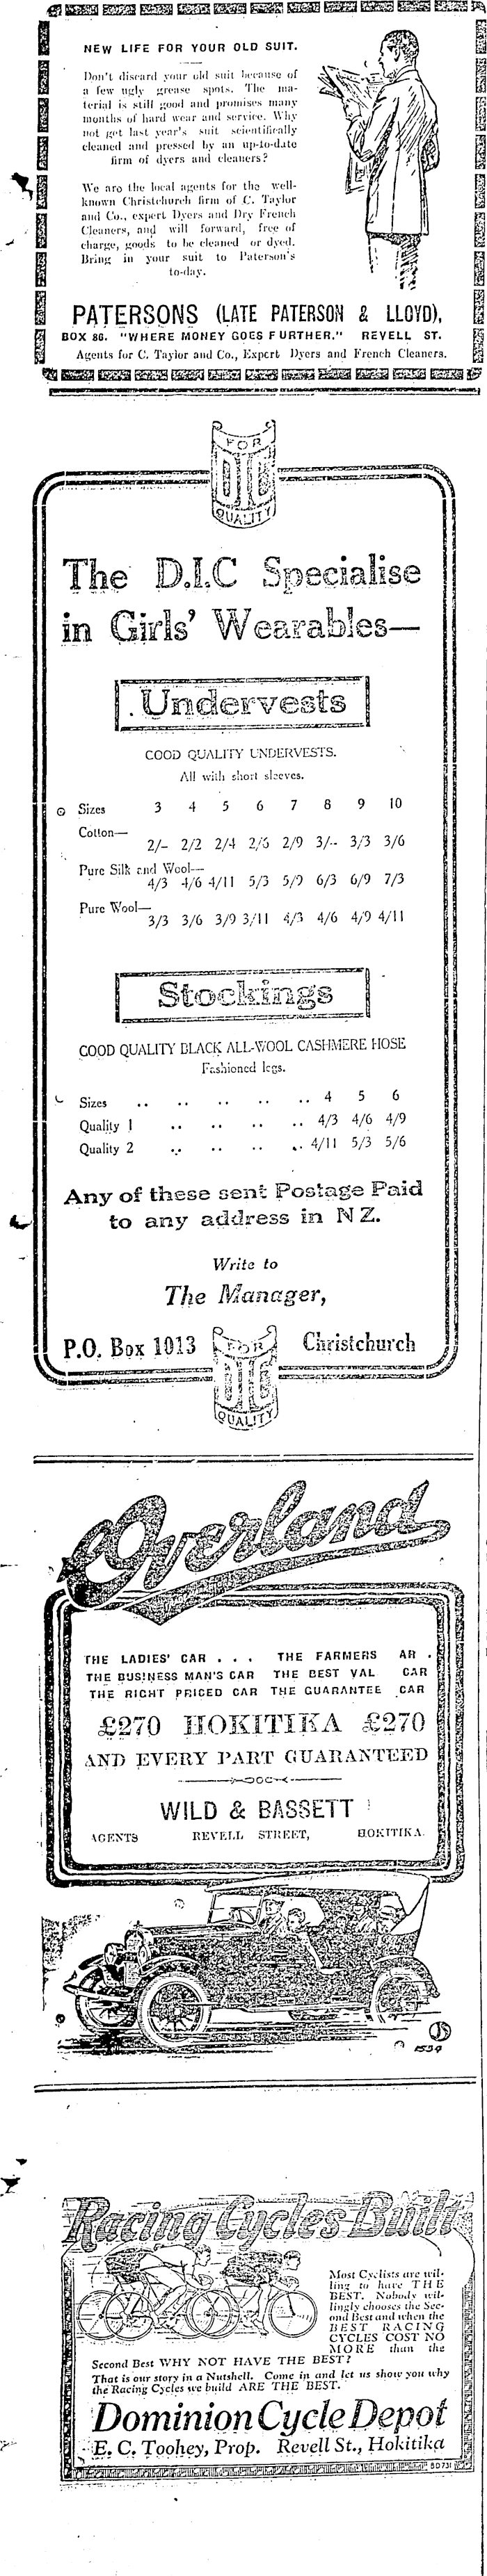 NEW LIFE FOR YOUR OLD SUIT.
Don't discard your old suit because of
a few ugly grease spots. The ma-
terial is still good and promises many
months of hard wear and service. Why
not get last year's suit scientifically
cleaned and pressed by an up-to-date
firm of dyers and cleaners?
We are the local agents for the well-
known Christchurch firm of C. Taylor
and Co., expert Dyers and Dry French
Cleaners, and will forward, free of
charge, goods to be cleaned or dyed.
Bring in your suit to Paterson's
to-day.
PATERSONS (LATE PATERSON & LLOYD),
BOX 86. "WHERE MONEY GOES FURTHER." REVELL ST.
Agents for C. Taylor and Co., Expert Dyers and French Cleaners.
FOR
DIC
QUALITY
The D.I.C Specialise
in Girls' Wearables—
Undervests
GOOD QUALITY UNDERVESTS.
All with short sleeves.
Sizes 3 4 5 6 7 8 9 10
Cotton—
2/- 2/2 2/4 2/6 2/9 3/- 3/3 3/6
Pure Silk and Wool—
4/3 4/6 4/11 5/3 5/9 6/3 6/9 7/3
Pure Wool—
3/3 3/6 3/9 3/11 4/3 4/6 4/9 4/11
Stockings
GOOD QUALITY BLACK ALL-WOOL CASHMERE HOSE
Fashioned legs.
Sizes .. .. .. .. .. 4 5 6
Quality 1 .. .. .. .. 4/3 4/6 4/9
Quality 2 .. .. .. .. 4/11 5/3 5/6
Any of these sent Postage Paid
to any address in N Z.
Write to
The Manager,
P.O. Box 1013 Christchurch
FOR
DIC
QUALITY
Overland
THE LADIES' CAR . . . THE FARMERS
THE BUSINESS MAN'S CAR THE BEST VAL CAR
THE RIGHT PRICED CAR THE GUARANTEE CAR
£270 HOKITIKA £270
AND EVERY PART GUARANTEED
WILD & BASSETT
AGENTS REVELL STREET, HOKITIKA.
1534
Racing Cycles Built
Most Cyclists are wil-
ling to have THE
BEST. Nobody wil-
lingly chooses the Sec-
ond Best and when the
BEST RACING
CYCLES COST NO
MORE than the
Second Best WHY NOT HAVE THE BEST?
That is our story in a Nutshell. Come in and let us show you why
the Racing Cycles we build ARE THE BEST.
Dominion Cycle Depot
E. C. Toohey, Prop. Revell St., Hokitika
BD731